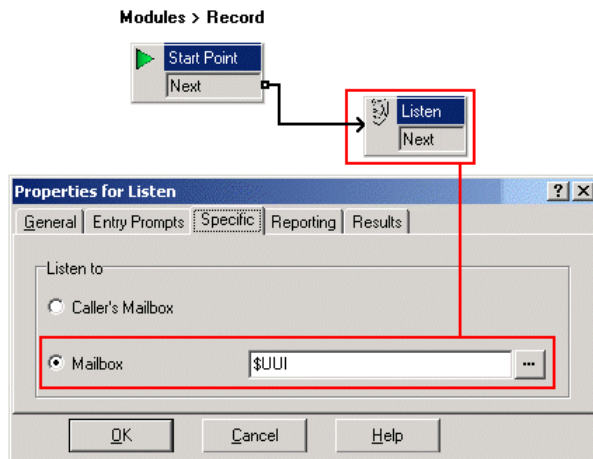 Modules > Record
Start Point
Next
Listen
Next
Properties for Listen
General Entry Prompts Specific Reporting Results
Listen to
Caller's Mailbox
Mailbox $UUI ...
OK Cancel Help